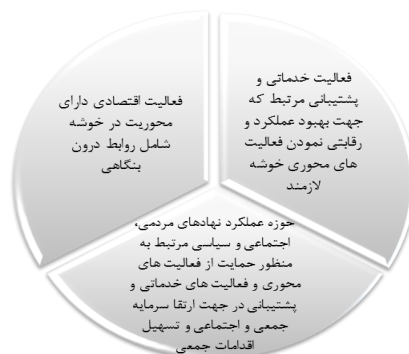 فعالیت خدماتی و
پشتیبانی مرتبط که
جهت بهبود عملکرد و
رقابتی نمودن فعالیت
های محوری خوشه
لازمند
فعالیت اقتصادی دارای
محوریت در خوشه
شامل روابط درون
بنگاهی
حوزه عملکرد نهادهای مردمی،
اجتماعی و سیاسی مرتبط به
منظور حمایت از فعالیت های
محوری و فعالیت های خدماتی و
پشتیبانی در جهت ارتقا سرمایه
جمعی و اجتماعی و تسهیل
اقدامات جمعی